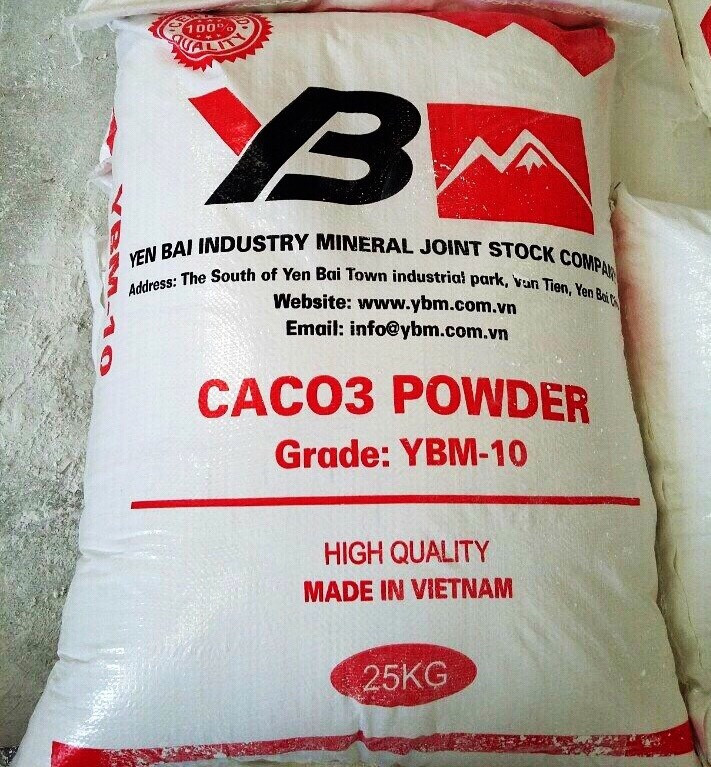 100%
QUALITY
YBM
YEN BAI INDUSTRY MINERAL JOINT STOCK COMPANY
Address: The South of Yen Bai Town industrial park, Van Tien, Yen Bai
Website: www.ybm.com.vn
Email: info@ybm.com.vn
YBM-10
CACO3 POWDER
Grade: YBM-10
HIGH QUALITY
MADE IN VIETNAM
25KG